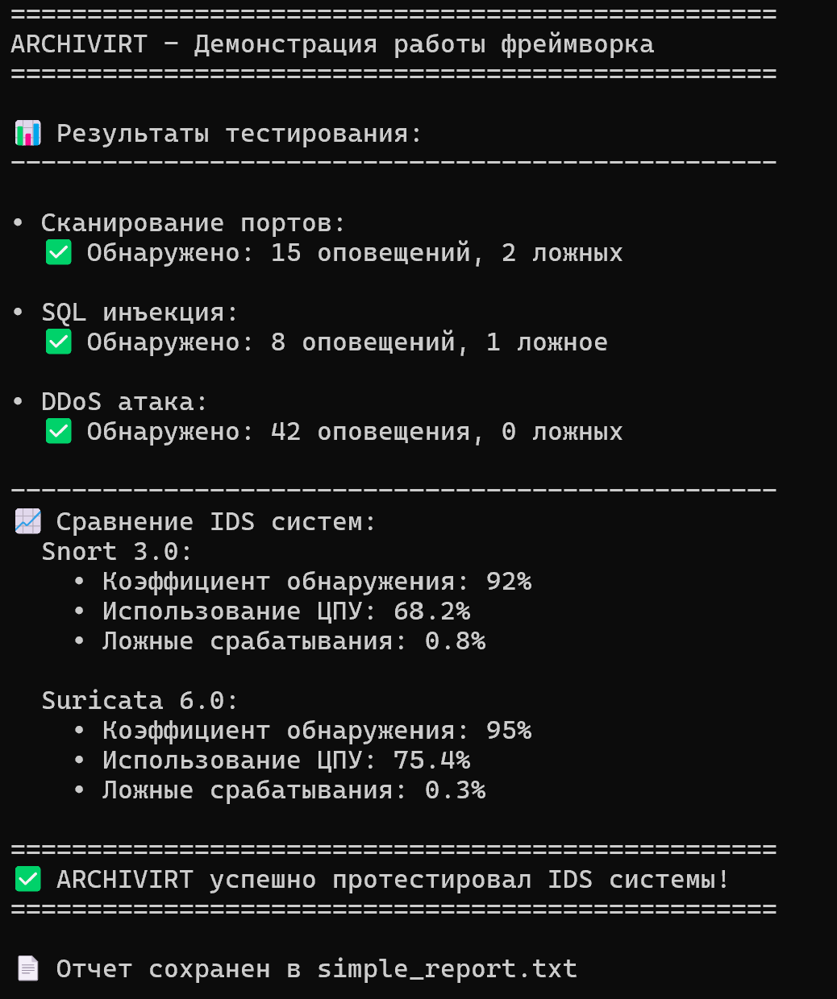 ==================================================
ARCHIVIRT - Демонстрация работы фреймворка
==================================================
📊 Результаты тестирования:
--------------------------------------------------
• Сканирование портов:
✅ Обнаружено: 15 оповещений, 2 ложных
• SQL инъекция:
✅ Обнаружено: 8 оповещений, 1 ложное
• DDoS атака:
✅ Обнаружено: 42 оповещения, 0 ложных
--------------------------------------------------
📈 Сравнение IDS систем:
Snort 3.0:
• Коэффициент обнаружения: 92%
• Использование ЦПУ: 68.2%
• Ложные срабатывания: 0.8%
Suricata 6.0:
• Коэффициент обнаружения: 95%
• Использование ЦПУ: 75.4%
• Ложные срабатывания: 0.3%
==================================================
✅ ARCHIVIRT успешно протестировал IDS системы!
==================================================
📄 Отчет сохранен в simple_report.txt